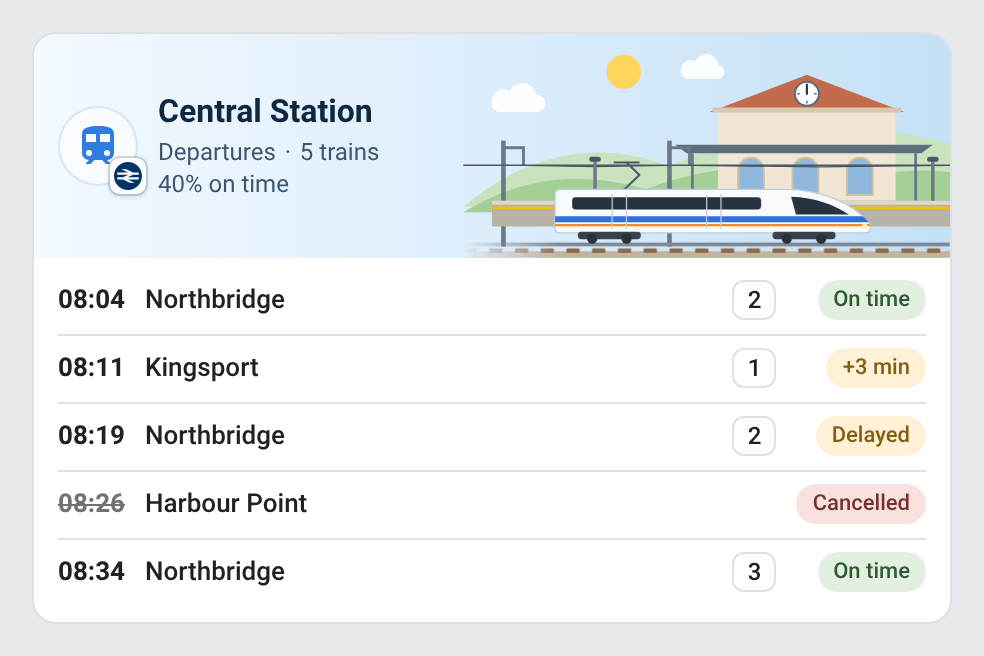 Central Station
Departures · 5 trains
40% on time
08:04 Northbridge 2 On time
08:11 Kingsport 1 +3 min
08:19 Northbridge 2 Delayed
08:26 Harbour Point Cancelled
08:34 Northbridge 3 On time